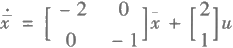 ẋ̄ = [ -2 0 ; 0 -1 ] x̄ + [ 2 ; 1 ] u